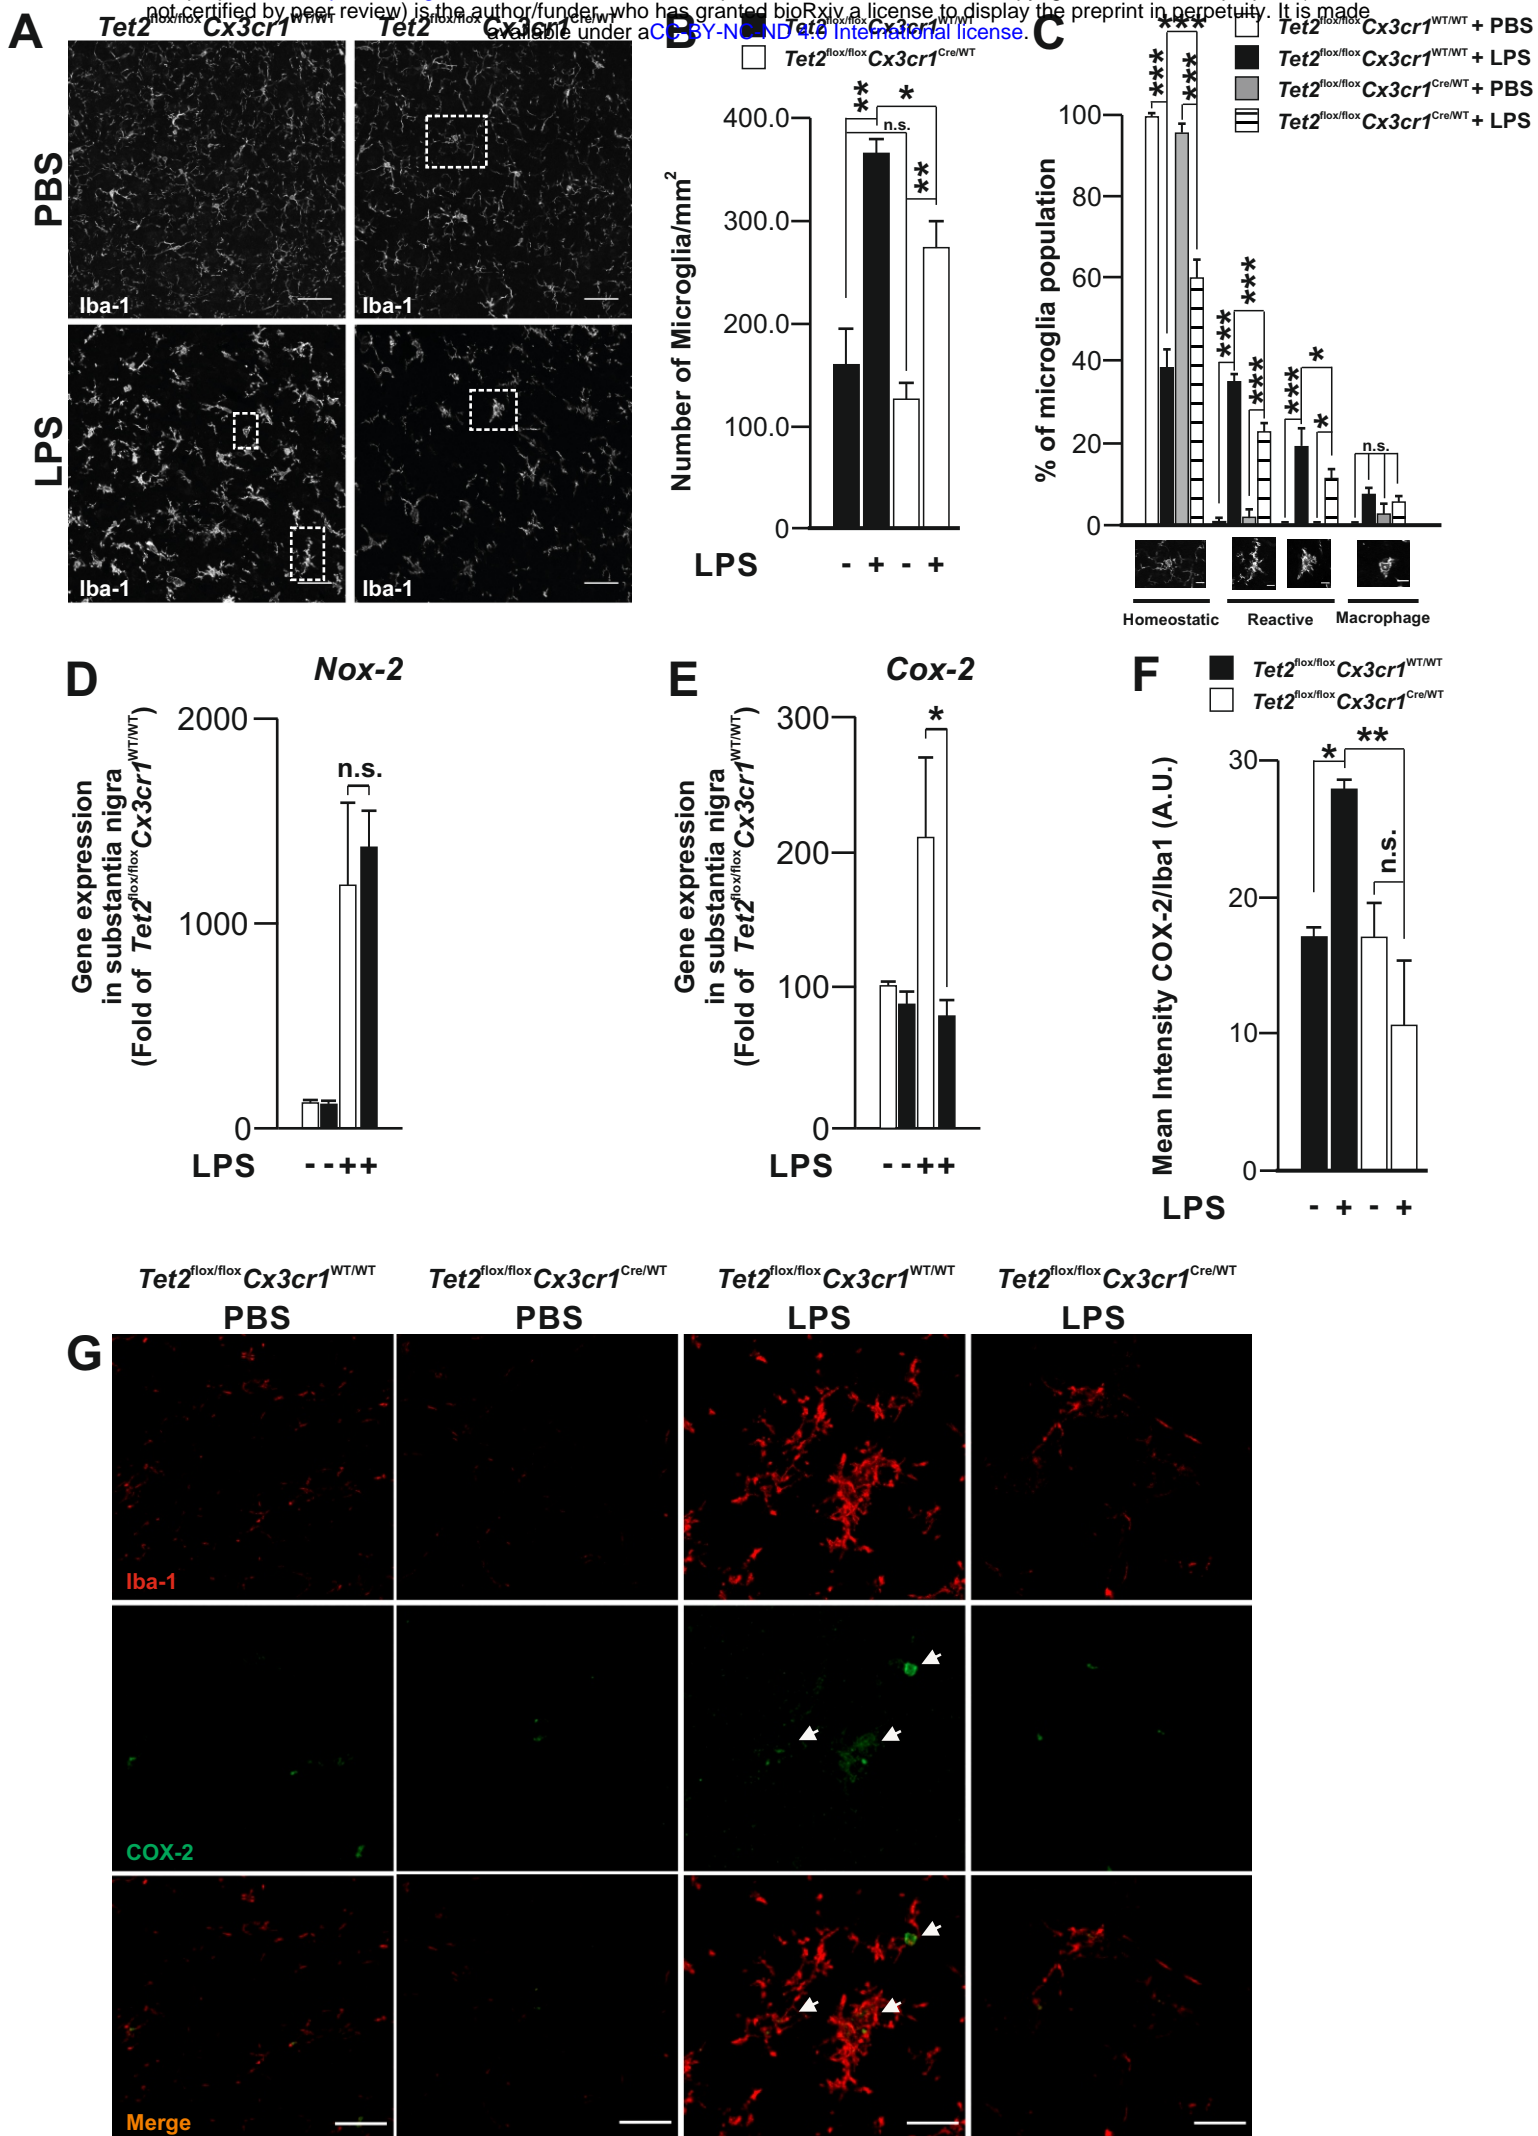 not certified by peer review) is the author/funder, who has granted bioRxiv a license to display the preprint in perpetuity. It is made
available under aCC-BY-NC-ND 4.0 International license.
A
Tet2flox/flox Cx3cr1WT/WT
Tet2flox/flox Cx3cr1Cre/WT
PBS
Iba-1
Iba-1
LPS
Iba-1
Iba-1
B
Tet2flox/flox Cx3cr1WT/WT
Tet2flox/flox Cx3cr1Cre/WT
Number of Microglia/mm2
400.0
300.0
200.0
100.0
0
**
*
n.s.
**
LPS - + - +
C
Tet2flox/flox Cx3cr1WT/WT + PBS
Tet2flox/flox Cx3cr1WT/WT + LPS
Tet2flox/flox Cx3cr1Cre/WT + PBS
Tet2flox/flox Cx3cr1Cre/WT + LPS
% of microglia population
100
80
60
40
20
0
***
***
***
***
***
***
***
*
*
n.s.
Homeostatic
Reactive
Macrophage
D
Nox-2
Gene expression
in substantia nigra
(Fold of Tet2flox/flox Cx3cr1WT/WT)
2000
1000
0
n.s.
LPS - - + +
E
Cox-2
Gene expression
in substantia nigra
(Fold of Tet2flox/flox Cx3cr1WT/WT)
300
200
100
0
*
LPS - - + +
F
Tet2flox/flox Cx3cr1WT/WT
Tet2flox/flox Cx3cr1Cre/WT
Mean Intensity COX-2/Iba1 (A.U.)
30
20
10
0
*
**
n.s.
LPS - + - +
G
Tet2flox/flox Cx3cr1WT/WT
PBS
Tet2flox/flox Cx3cr1Cre/WT
PBS
Tet2flox/flox Cx3cr1WT/WT
LPS
Tet2flox/flox Cx3cr1Cre/WT
LPS
Iba-1
COX-2
Merge